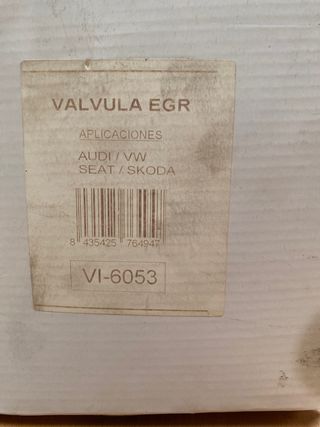 VALVULA EGR
APLICACIONES
AUDI / VW
SEAT / SKODA
8 435425 764947
VI-6053